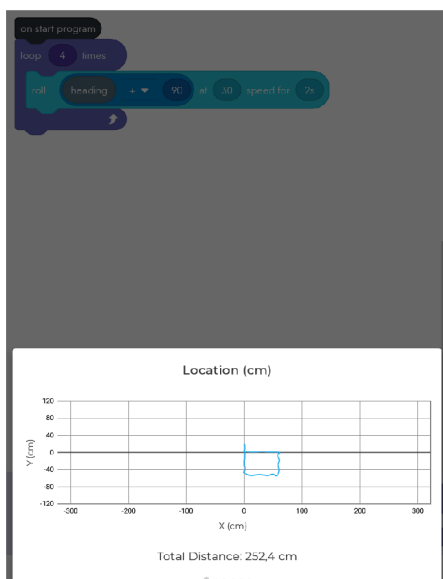 on start program
loop 4 times
roll heading + 90 at 30 speed for 2s
Location (cm)
120
80
40
0
-40
-80
-120
Y (cm)
-300 -200 -100 0 100 200 300
X (cm)
Total Distance: 252,4 cm